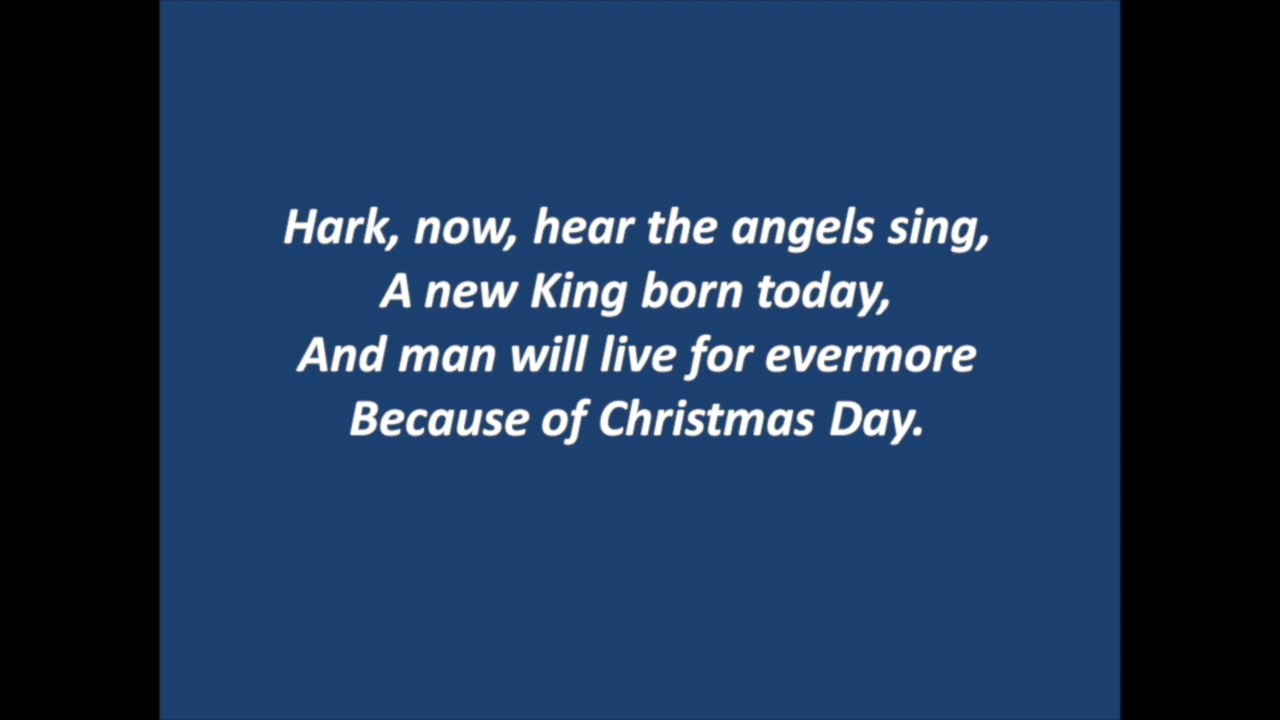 Hark, now, hear the angels sing,
A new King born today,
And man will live for evermore
Because of Christmas Day.